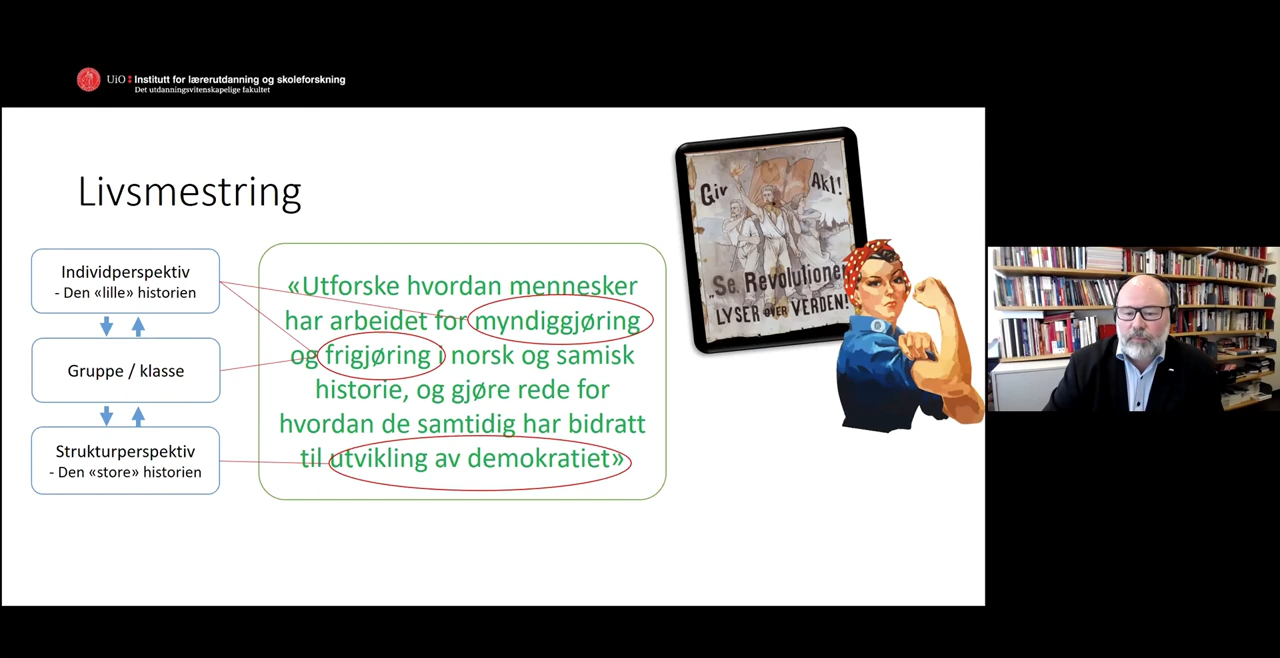 UiO: Institutt for lærerutdanning og skoleforskning
Det utdanningsvitenskapelige fakultet
Livsmestring
Individperspektiv
- Den «lille» historien
Gruppe / klasse
Strukturperspektiv
- Den «store» historien
«Utforske hvordan mennesker
har arbeidet for myndiggjøring
og frigjøring i norsk og samisk
historie, og gjøre rede for
hvordan de samtidig har bidratt
til utvikling av demokratiet»
Giv Akt!
"Se, Revolutionen
LYSER OVER VERDEN!